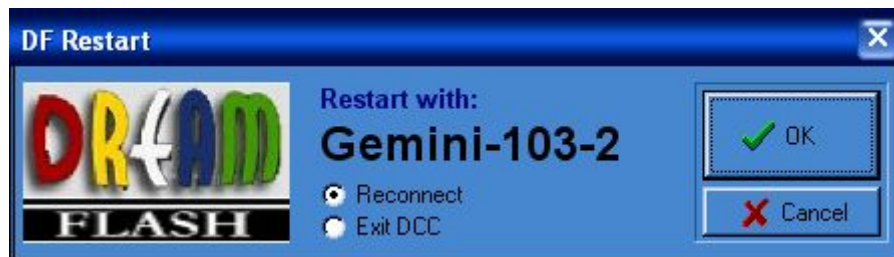 DF Restart
DREAM
FLASH
Restart with:
Gemini-103-2
Reconnect
Exit DCC
OK
Cancel